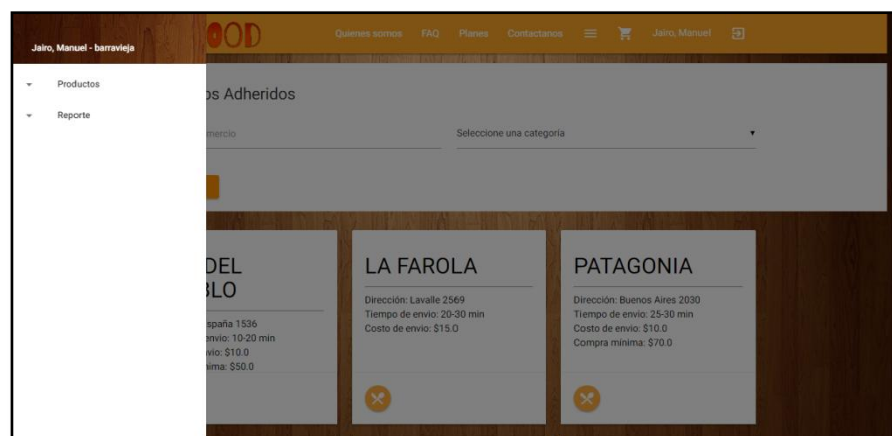 OOD
Quienes somos FAQ Planes Contactanos Jairo, Manuel
Jairo, Manuel - barravieja
Productos
Reporte
os Adheridos
mercio Seleccione una categoria
DEL
BLO
spaña 1536
envio: 10-20 min
vio: $10.0
nima: $50.0
LA FAROLA
Dirección: Lavalle 2569
Tiempo de envio: 20-30 min
Costo de envio: $15.0
PATAGONIA
Dirección: Buenos Aires 2030
Tiempo de envio: 25-30 min
Costo de envio: $10.0
Compra mínima: $70.0